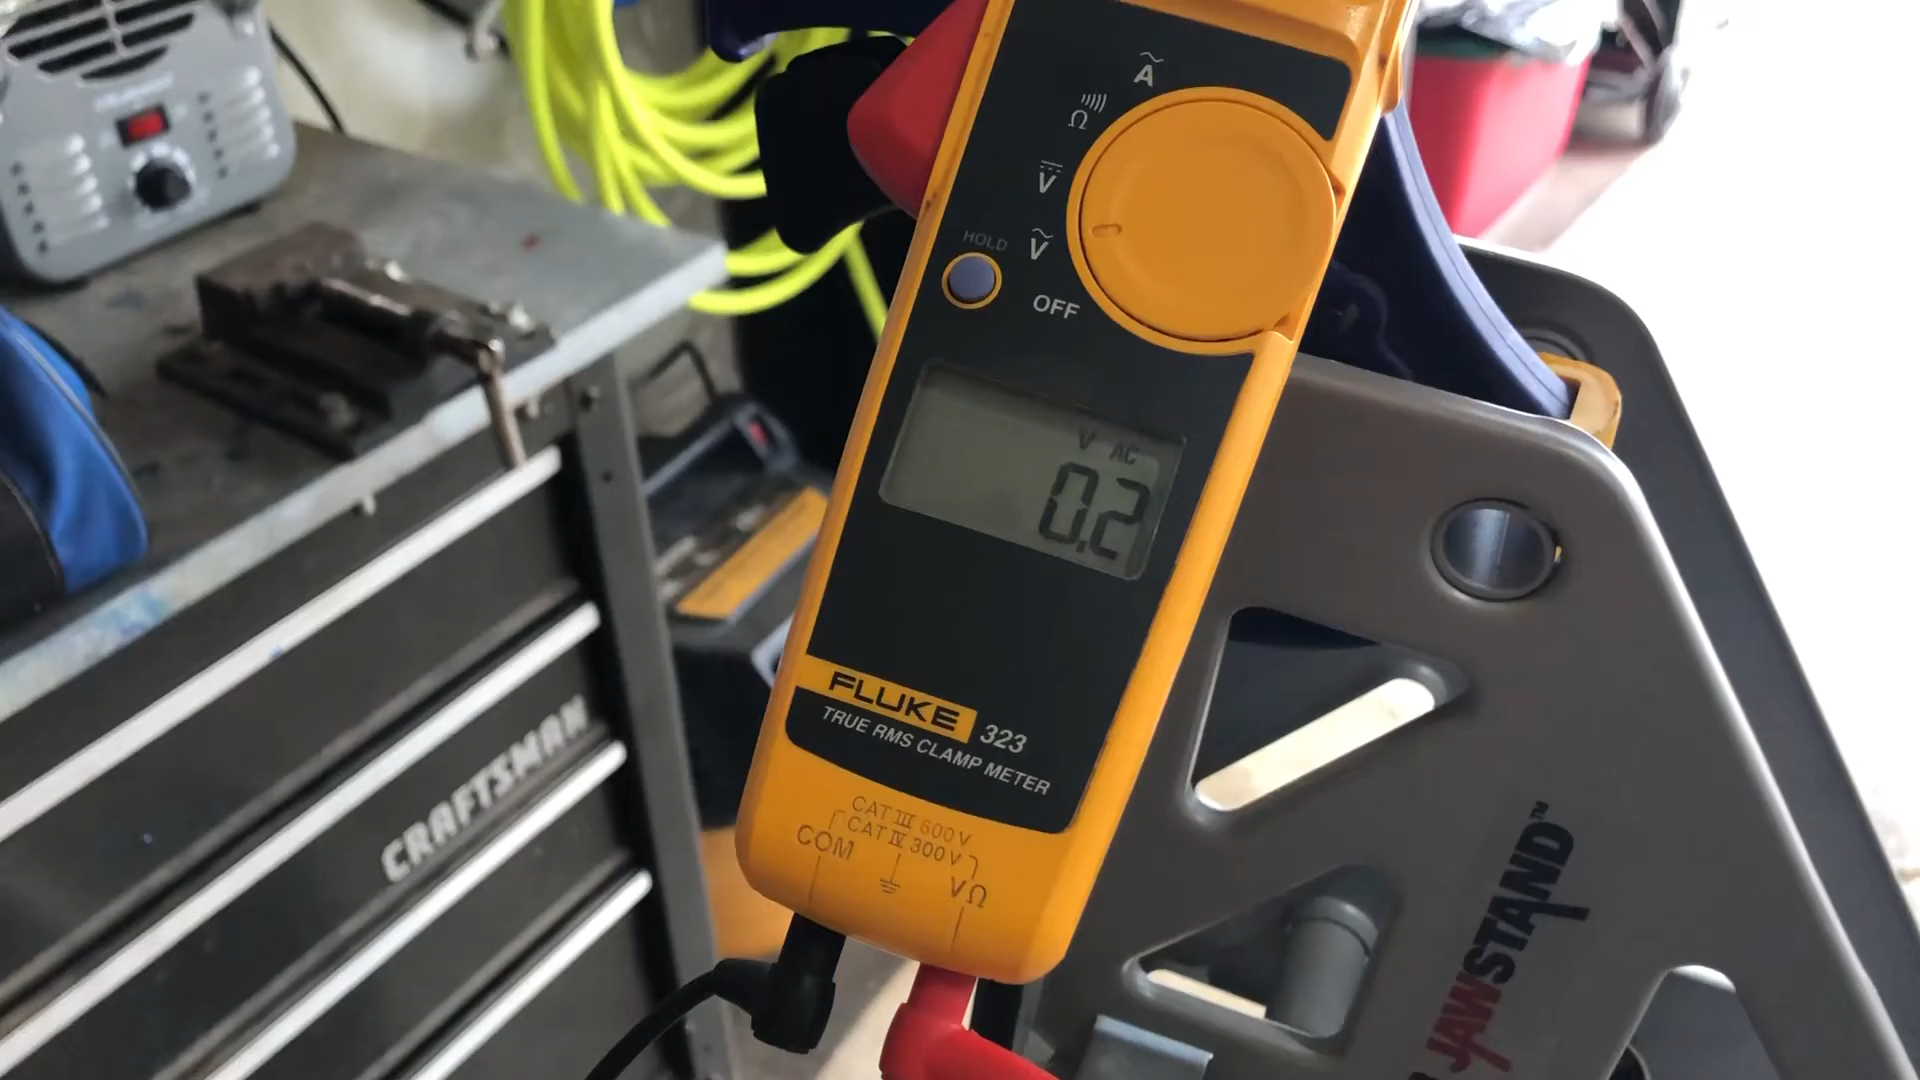 Ã
Ω
V
HOLD
Ṽ
OFF
V AC
0.2
FLUKE 323
TRUE RMS CLAMP METER
CAT III 600 V
CAT IV 300 V
COM
VΩ
CRAFTSMAN
JAWSTAND™